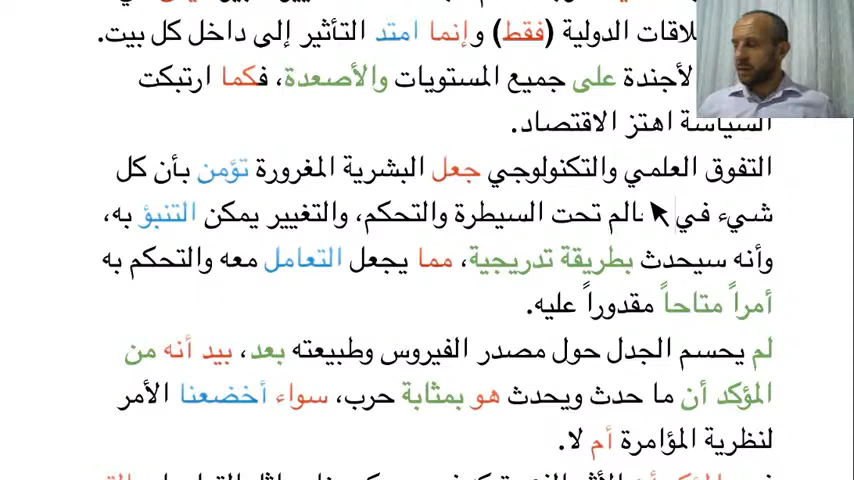 لاقات الدولية (فقط) وإنما امتد التأثير إلى داخل كل بيت.
لأجندة على جميع المستويات والأصعدة، فكما ارتبكت
السياسة اهتز الاقتصاد.
التفوق العلمي والتكنولوجي جعل البشرية المغرورة تؤمن بأن كل
شيء في الم تحت السيطرة والتحكم، والتغيير يمكن التنبؤ به،
وأنه سيحدث بطريقة تدريجية، مما يجعل التعامل معه والتحكم به
أمراً متاحاً مقدوراً عليه.
لم يحسم الجدل حول مصدر الفيروس وطبيعته بعد، بيد أنه من
المؤكد أن ما حدث ويحدث هو بمثابة حرب، سواء أخضعنا الأمر
لنظرية المؤامرة أم لا.